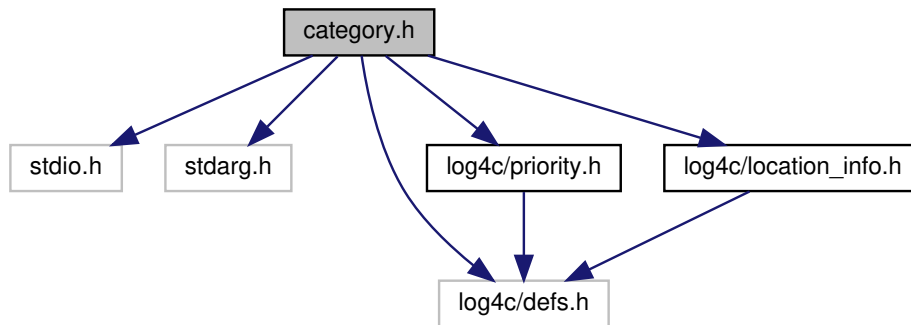 category.h
stdio.h
stdarg.h
log4c/priority.h
log4c/location_info.h
log4c/defs.h